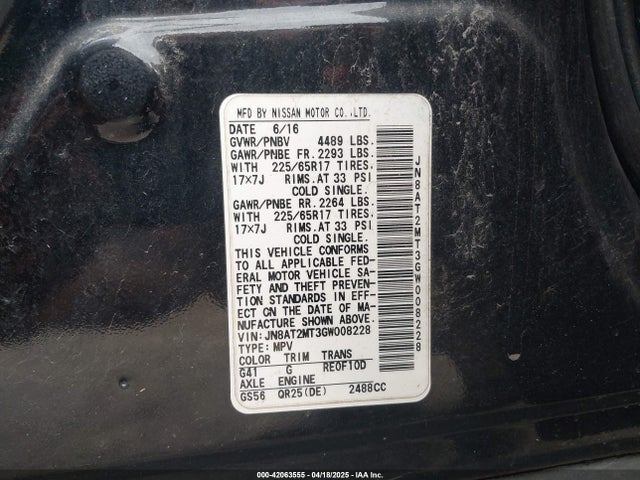 MFD BY NISSAN MOTOR CO.,LTD.
DATE 6/16
GVWR/PNBV 4489 LBS.
GAWR/PNBE FR. 2293 LBS.
WITH 225/65R17 TIRES,
17×7J RIMS.AT 33 PSI
COLD SINGLE.
GAWR/PNBE RR. 2264 LBS.
WITH 225/65R17 TIRES,
17×7J RIMS.AT 33 PSI
COLD SINGLE.
THIS VEHICLE CONFORMS
TO ALL APPLICABLE FED-
ERAL MOTOR VEHICLE SA-
FETY AND THEFT PREVEN-
TION STANDARDS IN EFF-
ECT ON THE DATE OF MA-
NUFACTURE SHOWN ABOVE.
VIN:JN8AT2MT3GW008228
TYPE: MPV
COLOR TRIM TRANS
G41 G RE0F10D
AXLE ENGINE
GS56 QR25(DE) 2488CC
JN8AT2MT3GW008228
000-42063555 - 04/18/2025 - IAA Inc.